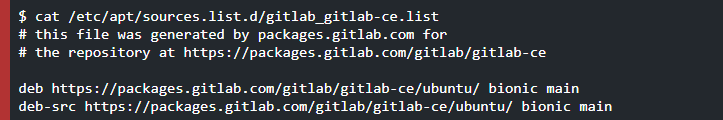 $ cat /etc/apt/sources.list.d/gitlab_gitlab-ce.list
# this file was generated by packages.gitlab.com for
# the repository at https://packages.gitlab.com/gitlab/gitlab-ce
deb https://packages.gitlab.com/gitlab/gitlab-ce/ubuntu/ bionic main
deb-src https://packages.gitlab.com/gitlab/gitlab-ce/ubuntu/ bionic main